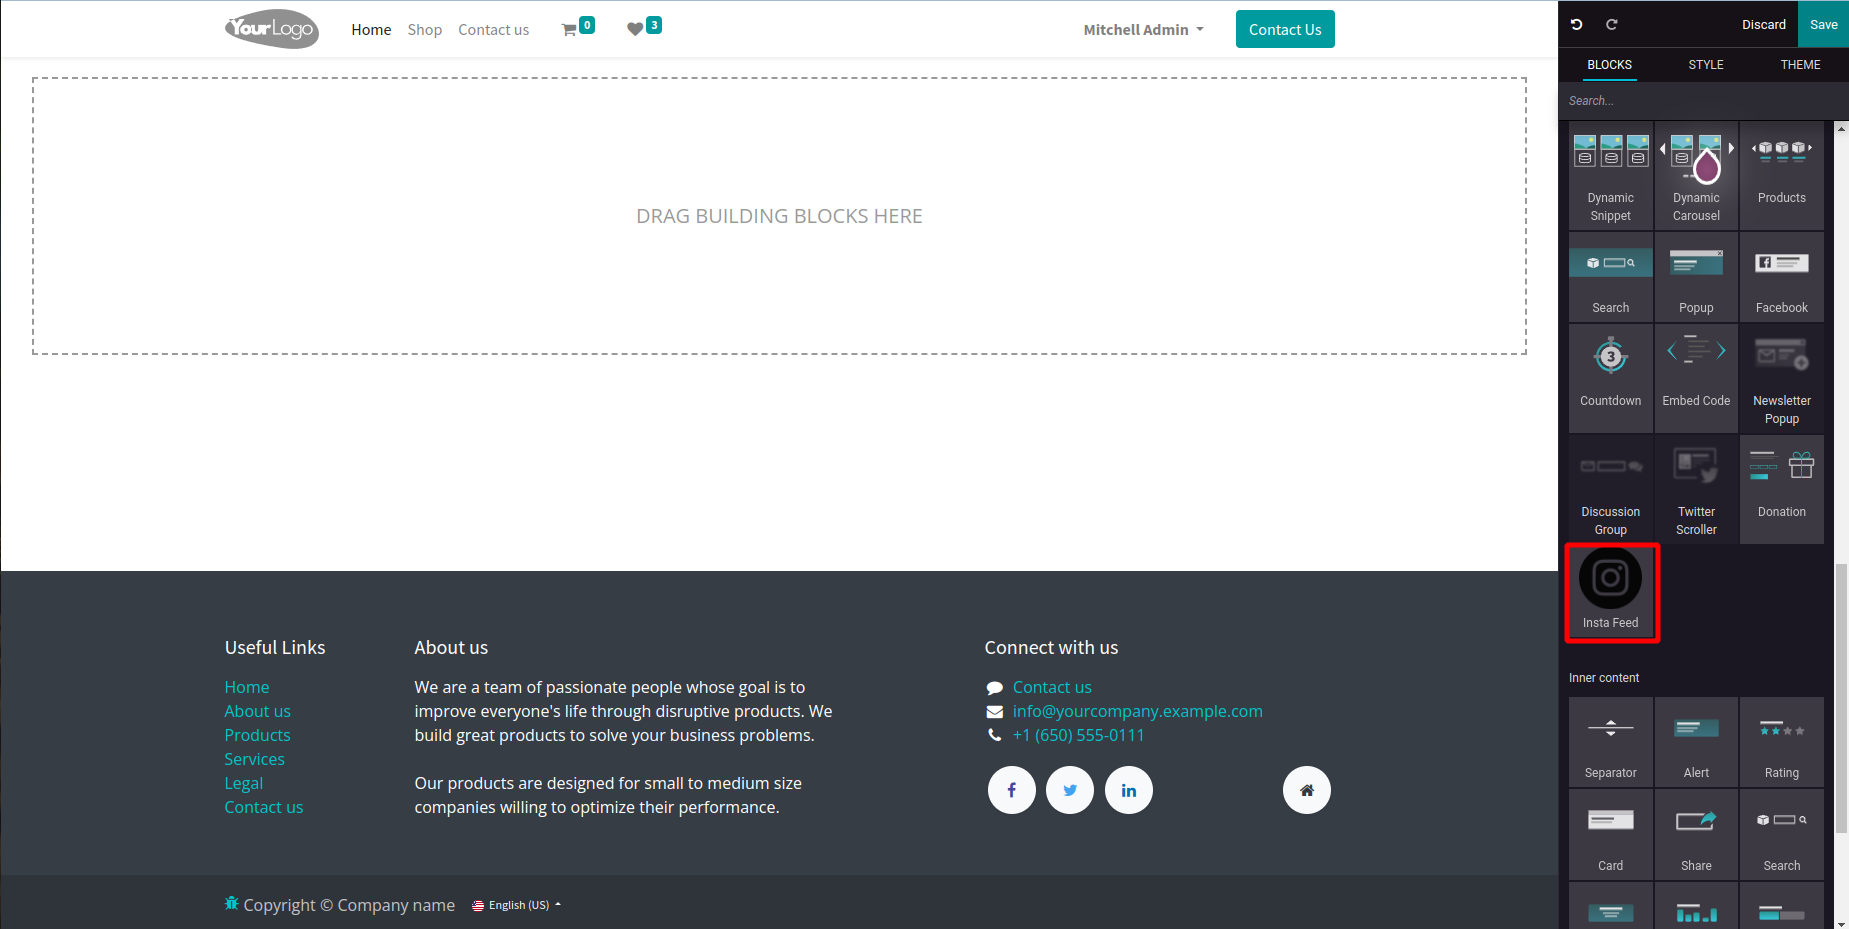 YourLogo
Home Shop Contact us 0 3
Mitchell Admin
Contact Us
Discard
Save
BLOCKS STYLE THEME
Search...
DRAG BUILDING BLOCKS HERE
Dynamic
Snippet
Dynamic
Carousel
Products
Search
Popup
Facebook
3
Countdown
Embed Code
Newsletter
Popup
Discussion
Group
Twitter
Scroller
Donation
Insta Feed
Inner content
Separator
Alert
Rating
Card
Share
Search
Useful Links
Home
About us
Products
Services
Legal
Contact us
About us
We are a team of passionate people whose goal is to
improve everyone's life through disruptive products. We
build great products to solve your business problems.
Our products are designed for small to medium size
companies willing to optimize their performance.
Connect with us
Contact us
info@yourcompany.example.com
+1 (650) 555-0111
Copyright © Company name
English (US)